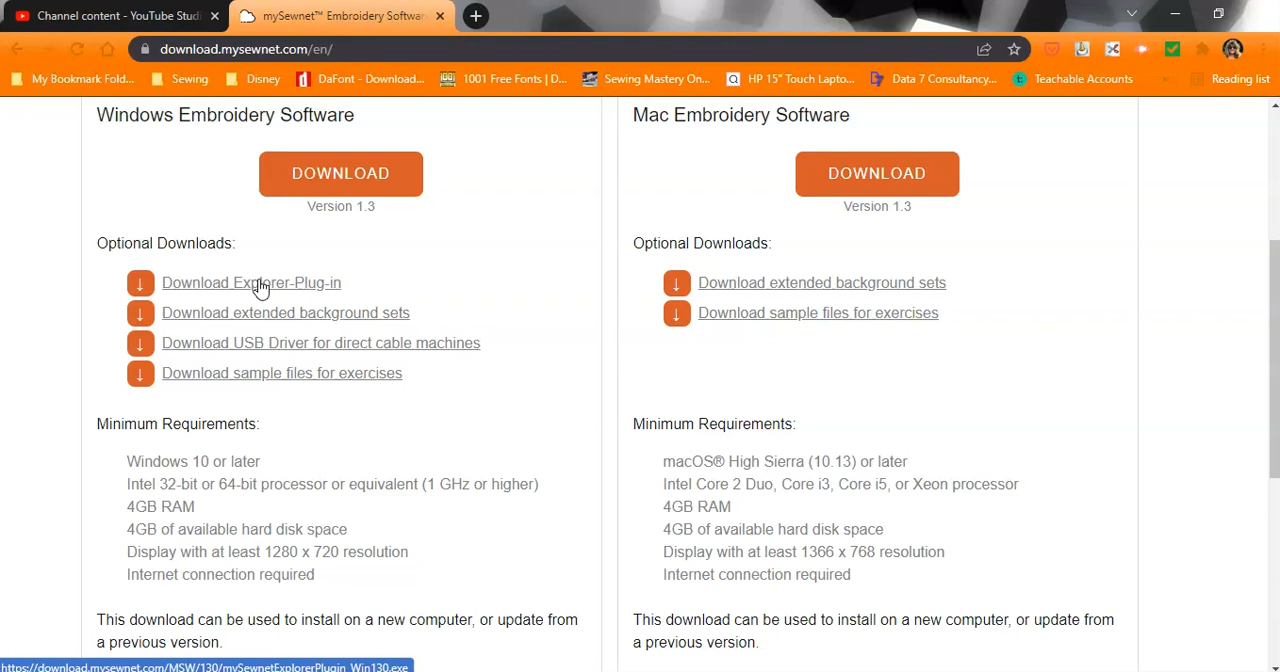 Channel content - YouTube Studi
mySewnet™ Embroidery Softwar
download.mysewnet.com/en/
My Bookmark Fold...
Sewing
Disney
DaFont - Download...
1001 Free Fonts | D...
Sewing Mastery On...
HP 15" Touch Lapto...
Data 7 Consultancy...
Teachable Accounts
Reading list
Windows Embroidery Software
DOWNLOAD
Version 1.3
Optional Downloads:
Download Explorer-Plug-in
Download extended background sets
Download USB Driver for direct cable machines
Download sample files for exercises
Minimum Requirements:
Windows 10 or later
Intel 32-bit or 64-bit processor or equivalent (1 GHz or higher)
4GB RAM
4GB of available hard disk space
Display with at least 1280 x 720 resolution
Internet connection required
This download can be used to install on a new computer, or update from
a previous version.
Mac Embroidery Software
DOWNLOAD
Version 1.3
Optional Downloads:
Download extended background sets
Download sample files for exercises
Minimum Requirements:
macOS® High Sierra (10.13) or later
Intel Core 2 Duo, Core i3, Core i5, or Xeon processor
4GB RAM
4GB of available hard disk space
Display with at least 1366 x 768 resolution
Internet connection required
This download can be used to install on a new computer, or update from
a previous version.
https://download.mysewnet.com/MSW/130/mySewnetExplorerPlugin_Win130.exe